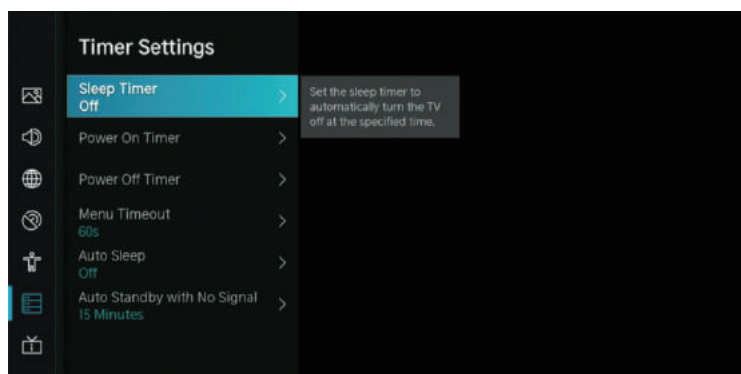 Timer Settings
Sleep Timer
Off
Set the sleep timer to
automatically turn the TV
off at the specified time.
Power On Timer
Power Off Timer
Menu Timeout
60s
Auto Sleep
Off
Auto Standby with No Signal
15 Minutes